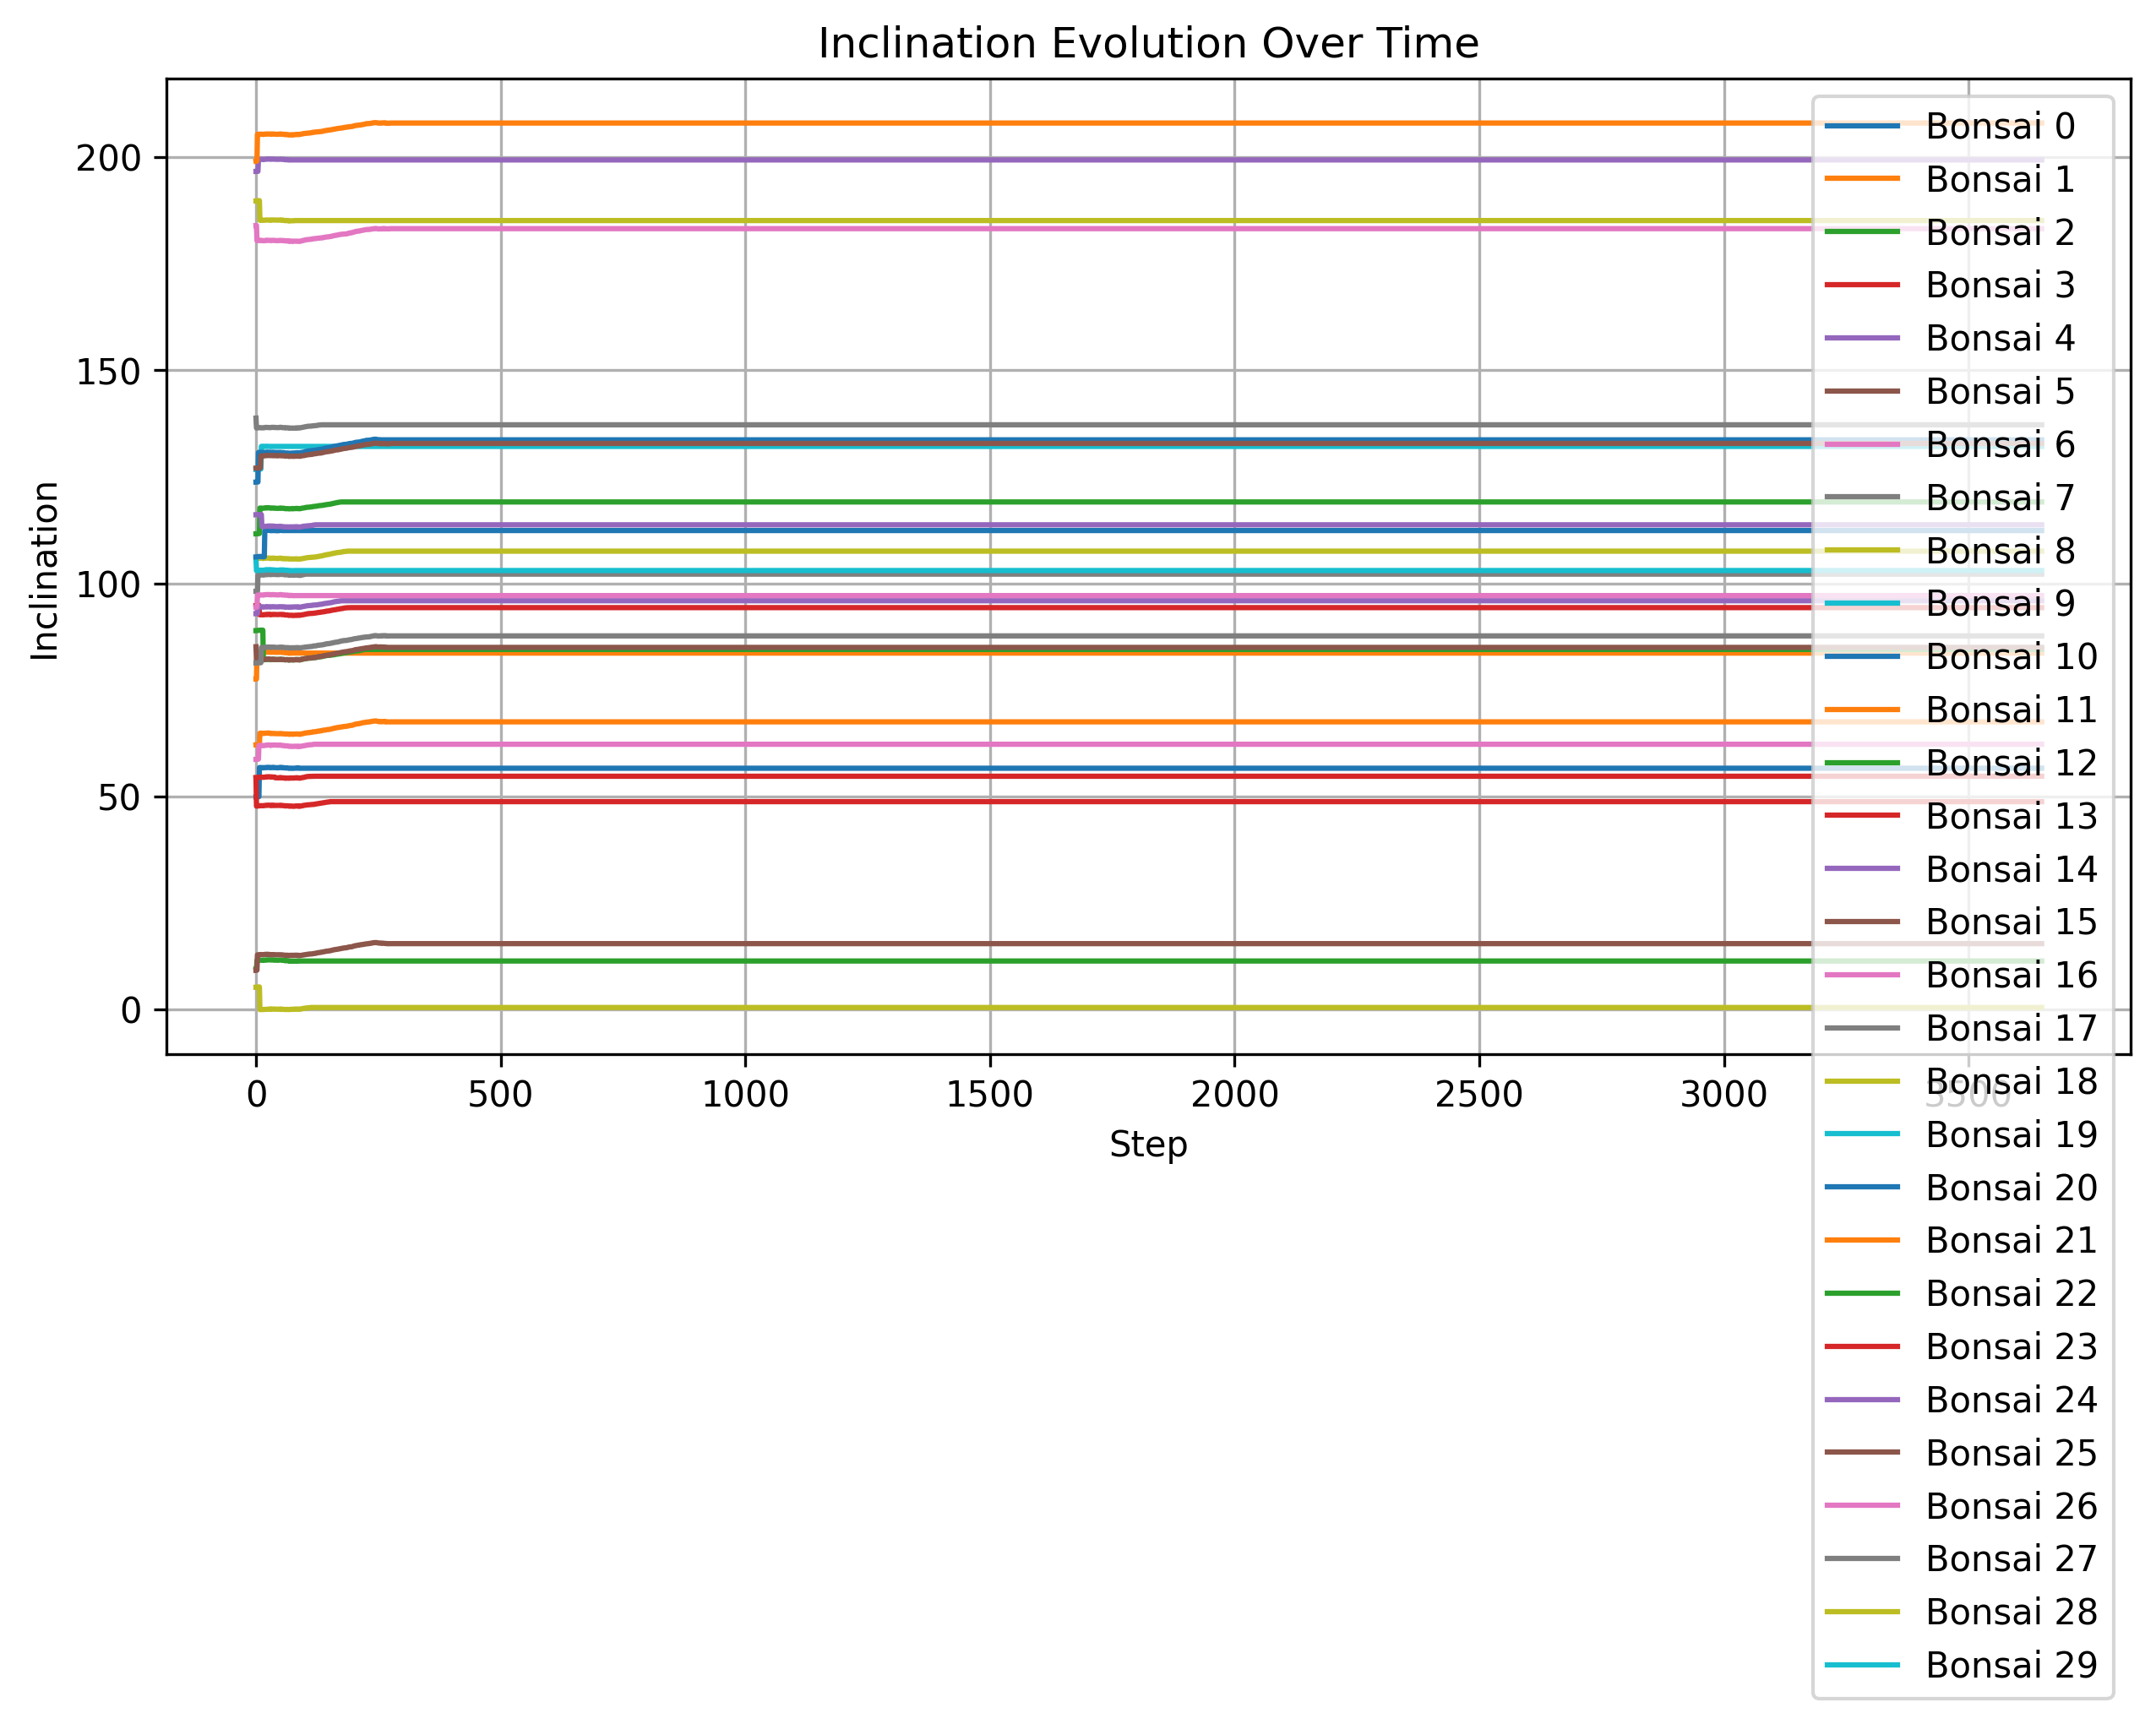 Inclination Evolution Over Time
Inclination
200
150
100
50
0
0 500 1000 1500 2000 2500 3000 3500
Step
Bonsai 0
Bonsai 1
Bonsai 2
Bonsai 3
Bonsai 4
Bonsai 5
Bonsai 6
Bonsai 7
Bonsai 8
Bonsai 9
Bonsai 10
Bonsai 11
Bonsai 12
Bonsai 13
Bonsai 14
Bonsai 15
Bonsai 16
Bonsai 17
Bonsai 18
Bonsai 19
Bonsai 20
Bonsai 21
Bonsai 22
Bonsai 23
Bonsai 24
Bonsai 25
Bonsai 26
Bonsai 27
Bonsai 28
Bonsai 29